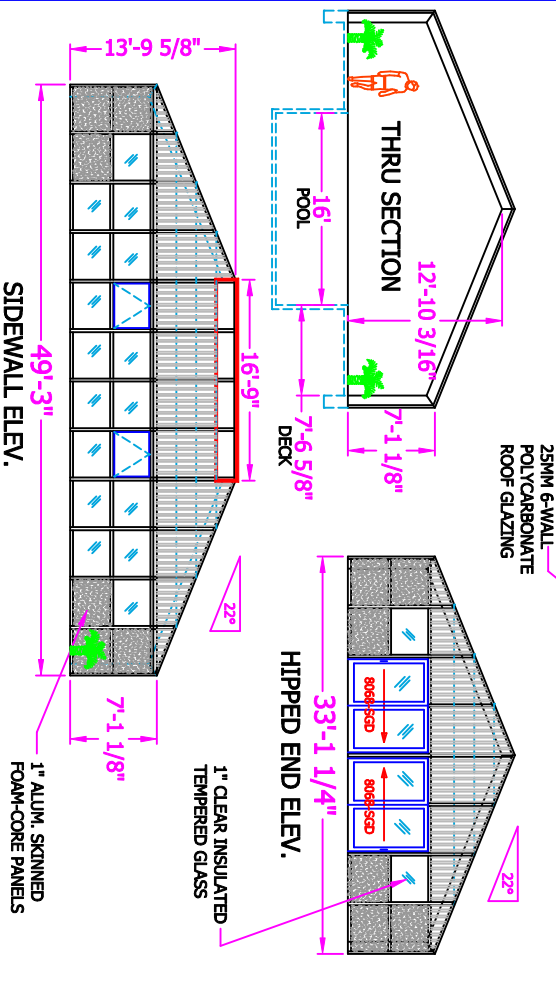 THRU SECTION
12'-10 3/16"
16'
POOL
7'-6 5/8"
DECK
7'-1 1/8"
25MM 6-WALL
POLYCARBONATE
ROOF GLAZING
13'-9 5/8"
16'-9"
22°
49'-3"
SIDEWALL ELEV.
7'-1 1/8"
1" ALUM. SKINNED
FOAM-CORE PANELS
8068-SGD
8068-SGD
22°
33'-1 1/4"
HIPPED END ELEV.
1" CLEAR INSULATED
TEMPERED GLASS